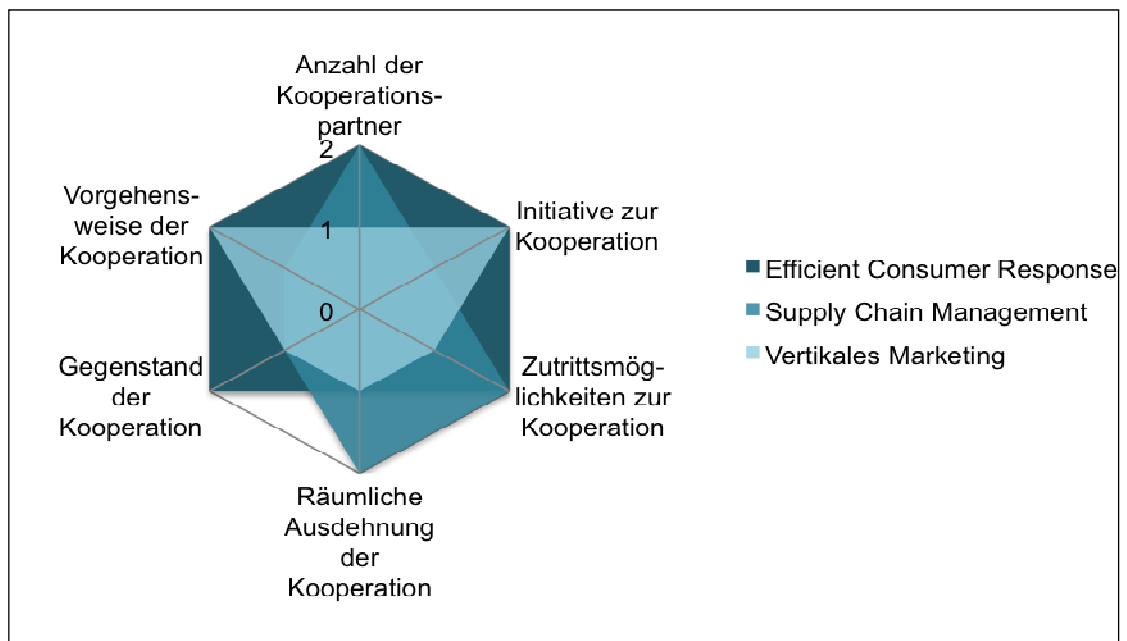 Anzahl der
Kooperations-
partner
2
Vorgehens-
weise der
Kooperation
1
Initiative zur
Kooperation
0
Efficient Consumer Response
Supply Chain Management
Vertikales Marketing
Gegenstand
der
Kooperation
Zutrittsmög-
lichkeiten zur
Kooperation
Räumliche
Ausdehnung
der
Kooperation